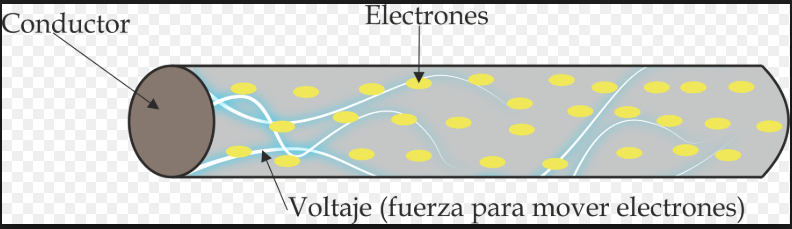 Electrones
Conductor
Voltaje (fuerza para mover electrones)